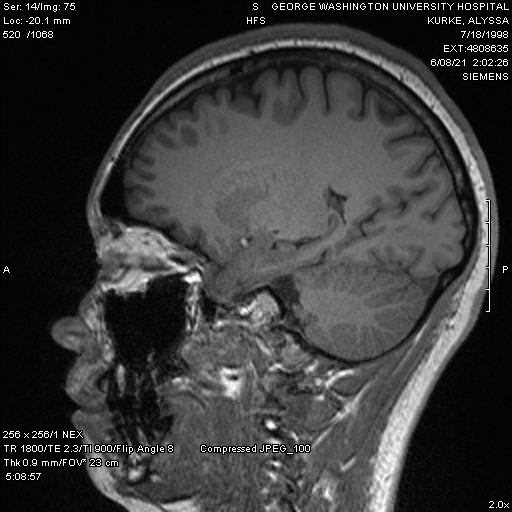 Ser: 14/Img: 75
Loc: -20.1 mm
520 /1068
S GEORGE WASHINGTON UNIVERSITY HOSPITAL
HFS KURKE, ALYSSA
7/18/1998
EXT:4808635
6/08/21 2:02:26
SIEMENS
A
P
256 x 256/1 NEX
TR 1800/TE 2.3/TI 900/Flip Angle 8 Compressed JPEG_100
Thk 0.9 mm/FOV* 23 cm
5:08:57
2.0x